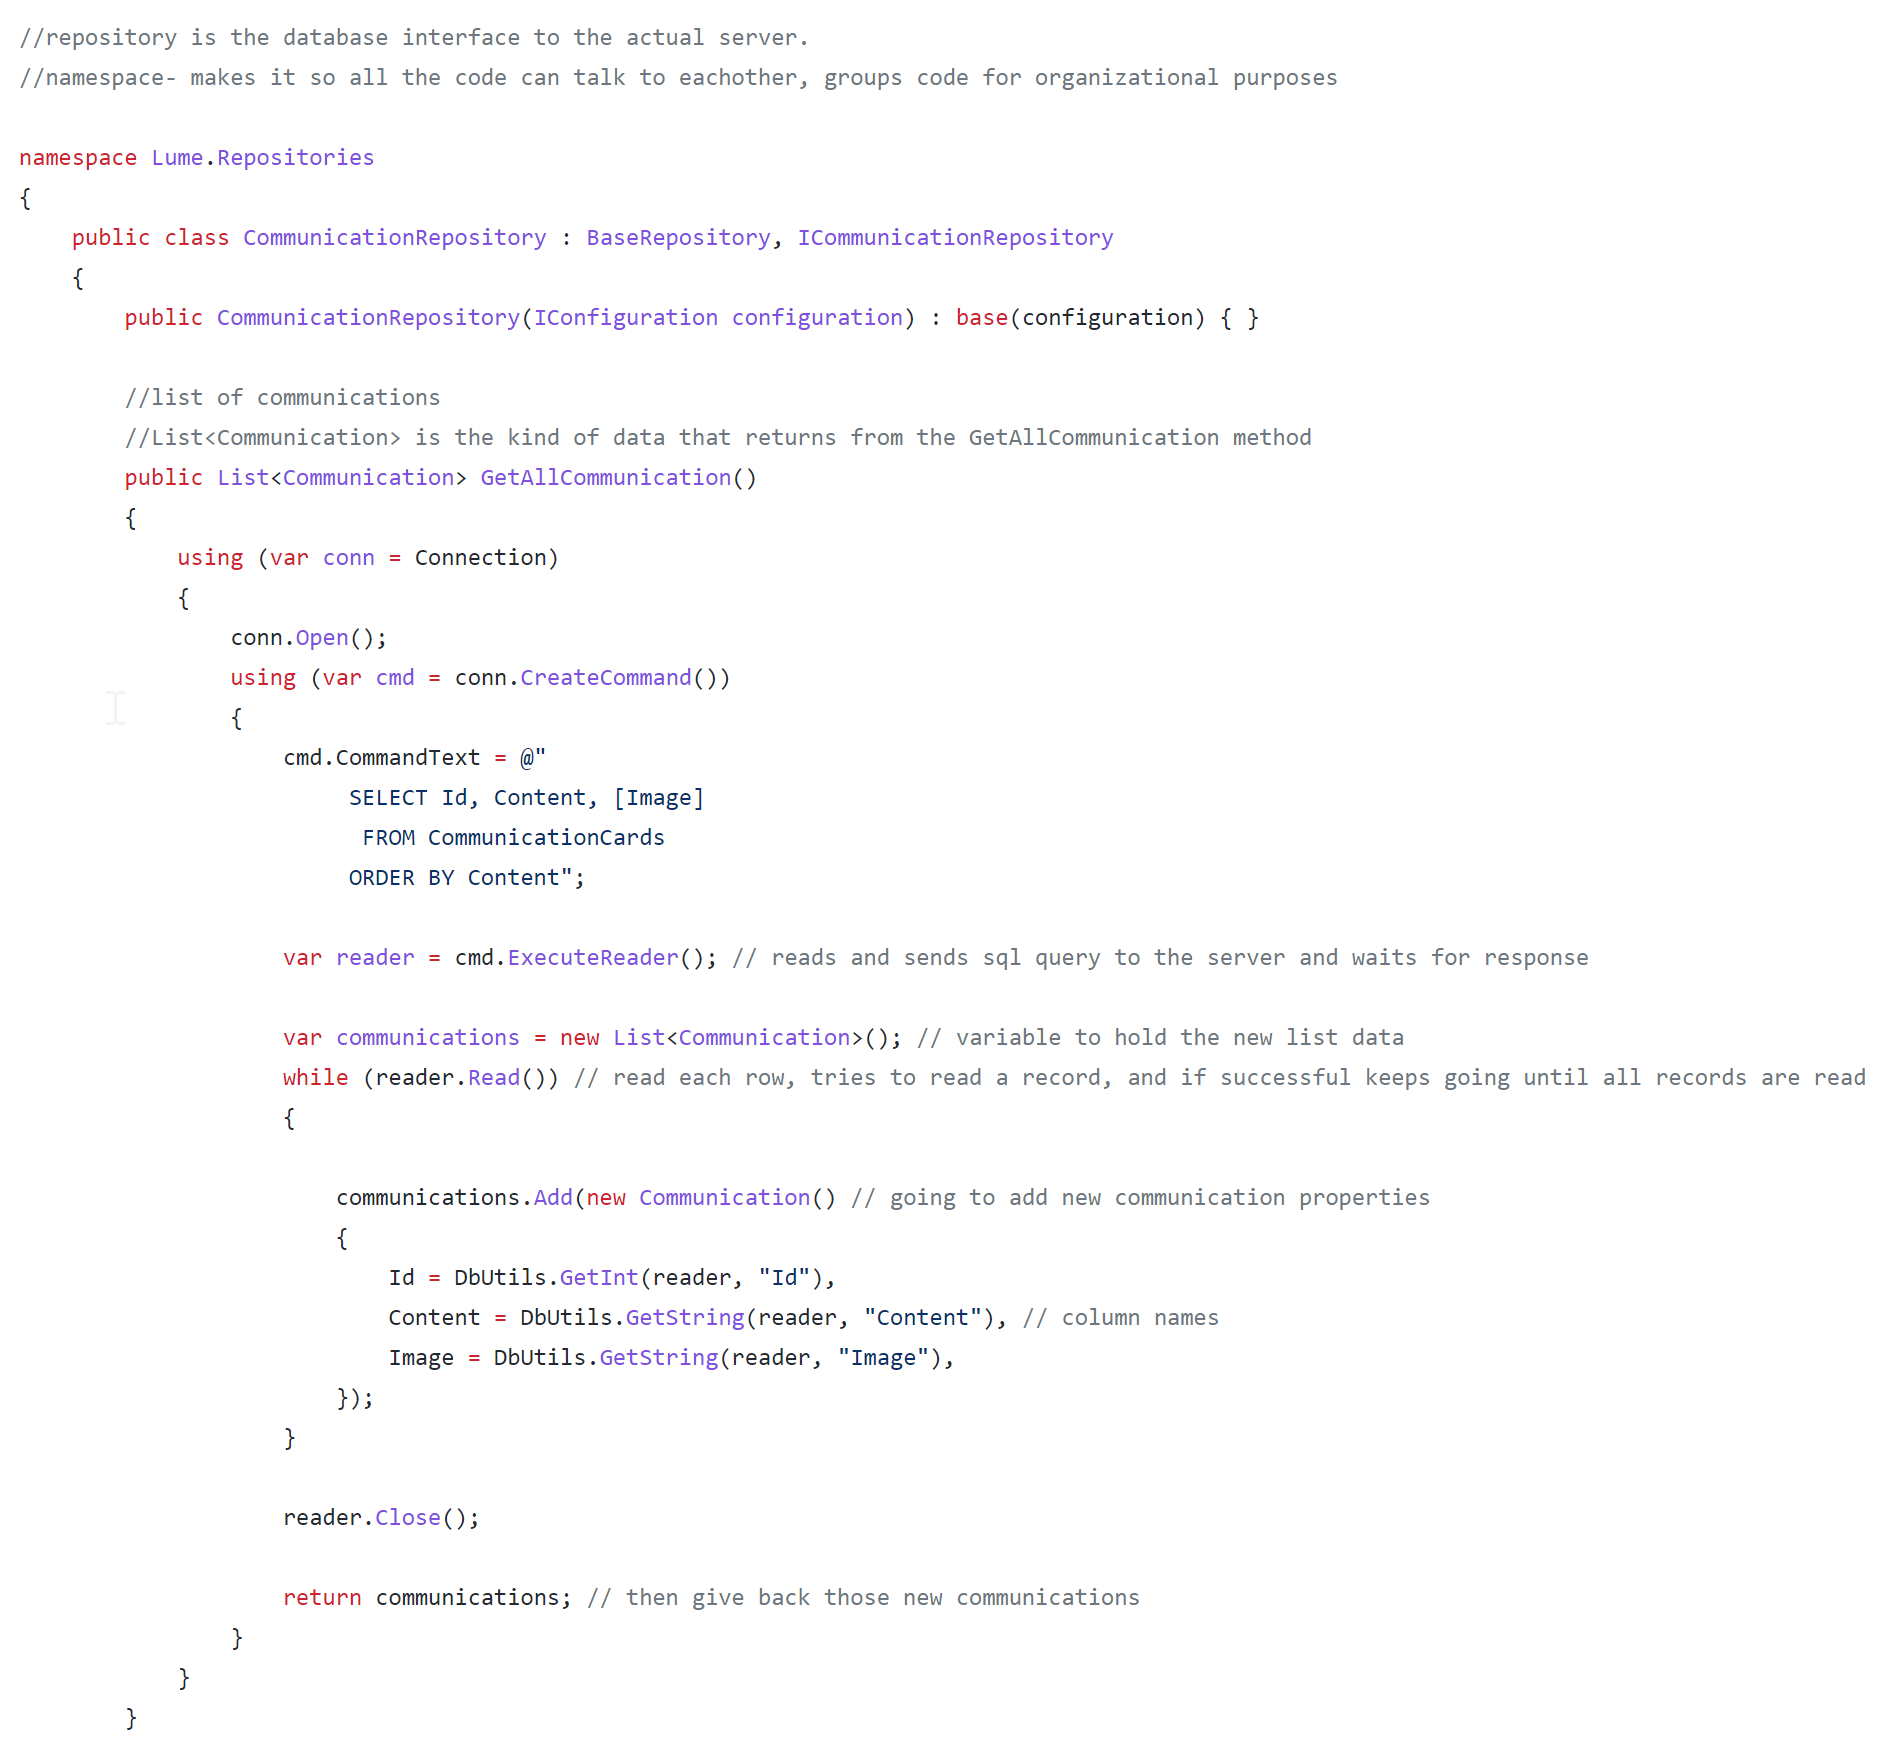 //repository is the database interface to the actual server.
//namespace- makes it so all the code can talk to eachother, groups code for organizational purposes
namespace Lume.Repositories
{
public class CommunicationRepository : BaseRepository, ICommunicationRepository
{
public CommunicationRepository(IConfiguration configuration) : base(configuration) { }
//list of communications
//List<Communication> is the kind of data that returns from the GetAllCommunication method
public List<Communication> GetAllCommunication()
{
using (var conn = Connection)
{
conn.Open();
using (var cmd = conn.CreateCommand())
{
cmd.CommandText = @"
SELECT Id, Content, [Image]
FROM CommunicationCards
ORDER BY Content";
var reader = cmd.ExecuteReader(); // reads and sends sql query to the server and waits for response
var communications = new List<Communication>(); // variable to hold the new list data
while (reader.Read()) // read each row, tries to read a record, and if successful keeps going until all records are read
{
communications.Add(new Communication() // going to add new communication properties
{
Id = DbUtils.GetInt(reader, "Id"),
Content = DbUtils.GetString(reader, "Content"), // column names
Image = DbUtils.GetString(reader, "Image"),
});
}
reader.Close();
return communications; // then give back those new communications
}
}
}